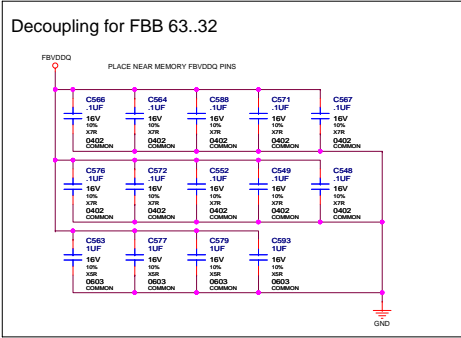 Decoupling for FBB 63..32
FBVDDQ
PLACE NEAR MEMORY FBVDDQ PINS
C566 C564 C588 C571 C567
.1UF .1UF .1UF .1UF .1UF
16V 16V 16V 16V 16V
10% 10% 10% 10% 10%
X7R X7R X7R X7R X7R
0402 0402 0402 0402 0402
COMMON COMMON COMMON COMMON COMMON
C576 C572 C552 C549 C548
.1UF .1UF .1UF .1UF .1UF
16V 16V 16V 16V 16V
10% 10% 10% 10% 10%
X7R X7R X7R X7R X7R
0402 0402 0402 0402 0402
COMMON COMMON COMMON COMMON COMMON
C563 C577 C579 C593
1UF 1UF 1UF 1UF
16V 16V 16V 16V
10% 10% 10% 10%
X5R X5R X5R X5R
0603 0603 0603 0603
COMMON COMMON COMMON COMMON
GND